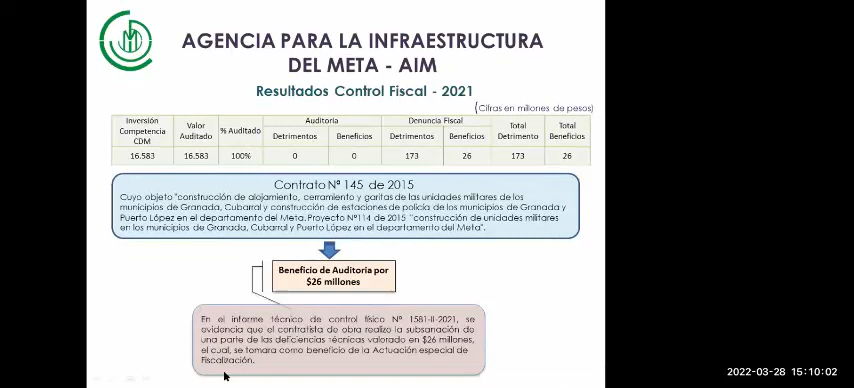 AGENCIA PARA LA INFRAESTRUCTURA
DEL META - AIM
Resultados Control Fiscal - 2021
(Cifras en millones de pesos)
Inversión Competencia CDM | Valor Auditado | % Auditado | Auditoria | Denuncia Fiscal | Total Detrimento | Total Beneficios
Detrimentos | Beneficios | Detrimentos | Beneficios
16.583 | 16.583 | 100% | 0 | 0 | 173 | 26 | 173 | 26
Contrato Nª 145 de 2015
Cuyo objeto "construcción de alojamiento, cerramiento y garitas de las unidades militares de los
municipios de Granada, Cubarral y construcción de estaciones de policía de los municipios de Granada y
Puerto López en el departamento del Meta. Proyecto Nª114 de 2015 "construcción de unidades militares
en los municipios de Granada, Cubarral y Puerto López en el departamento del Meta".
Beneficio de Auditoria por
$26 millones
En el informe técnico de control físico Nª 1581-II-2021, se
evidencia que el contratista de obra realizo la subsanación de
una parte de las deficiencias técnicas valorado en $26 millones,
el cual, se tomara como beneficio de la Actuación especial de
Fiscalización.
2022-03-28 15:10:02